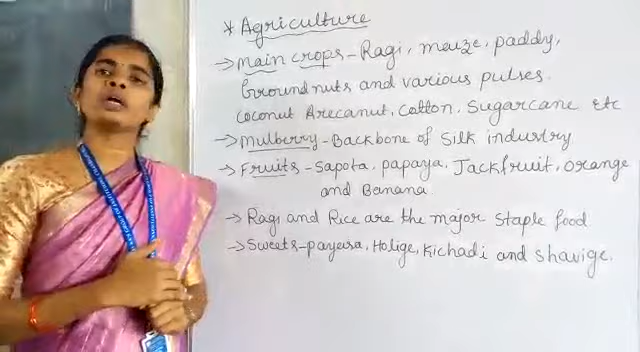 * Agriculture
→ Main crops - Ragi, meuze, paddy,
Groundnuts and various pulses.
coconut Arecanut, Cotton, Sugarcane Etc
→ Mulberry - Backbone of Silk industry
→ Fruits - Sapota, papaya, Jackfruit, orange
and Banana.
→ Ragi and Rice are the major Staple food
→ Sweets - payasa, Holige, Kichadi and shavige.